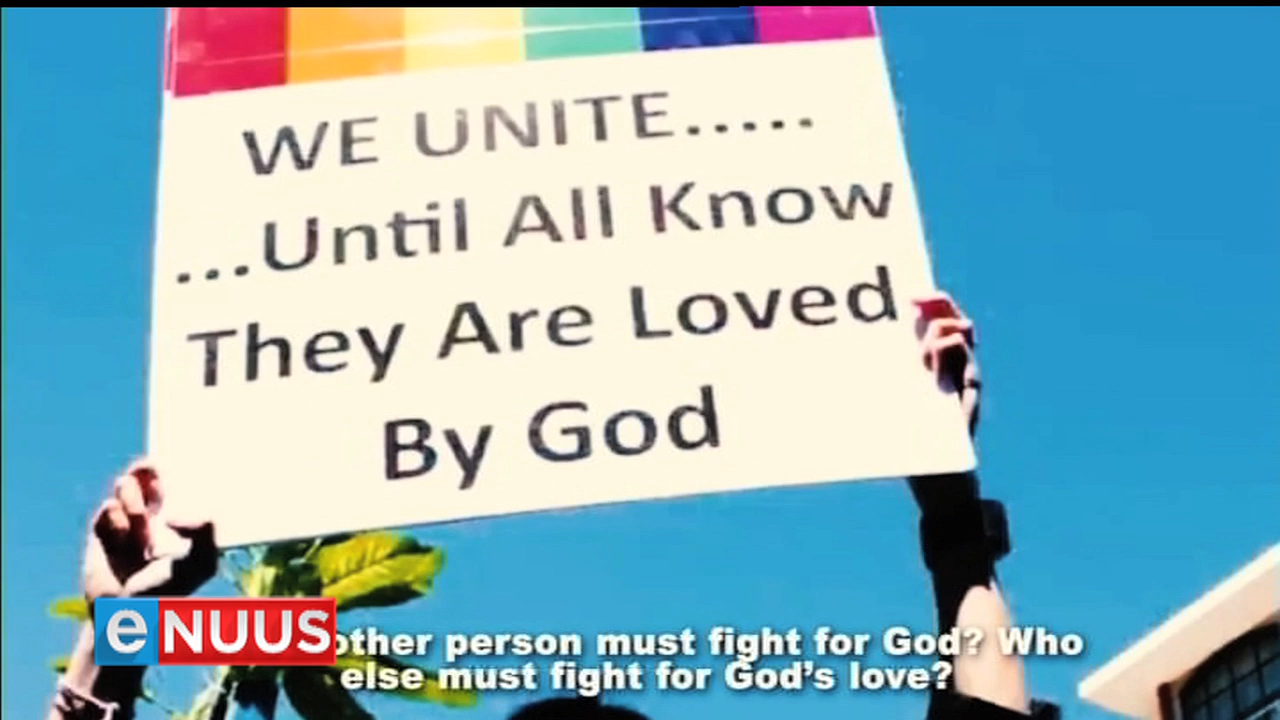 WE UNITE.....
...Until All Know
They Are Loved
By God
e NUUS
other person must fight for God? Who
else must fight for God's love?